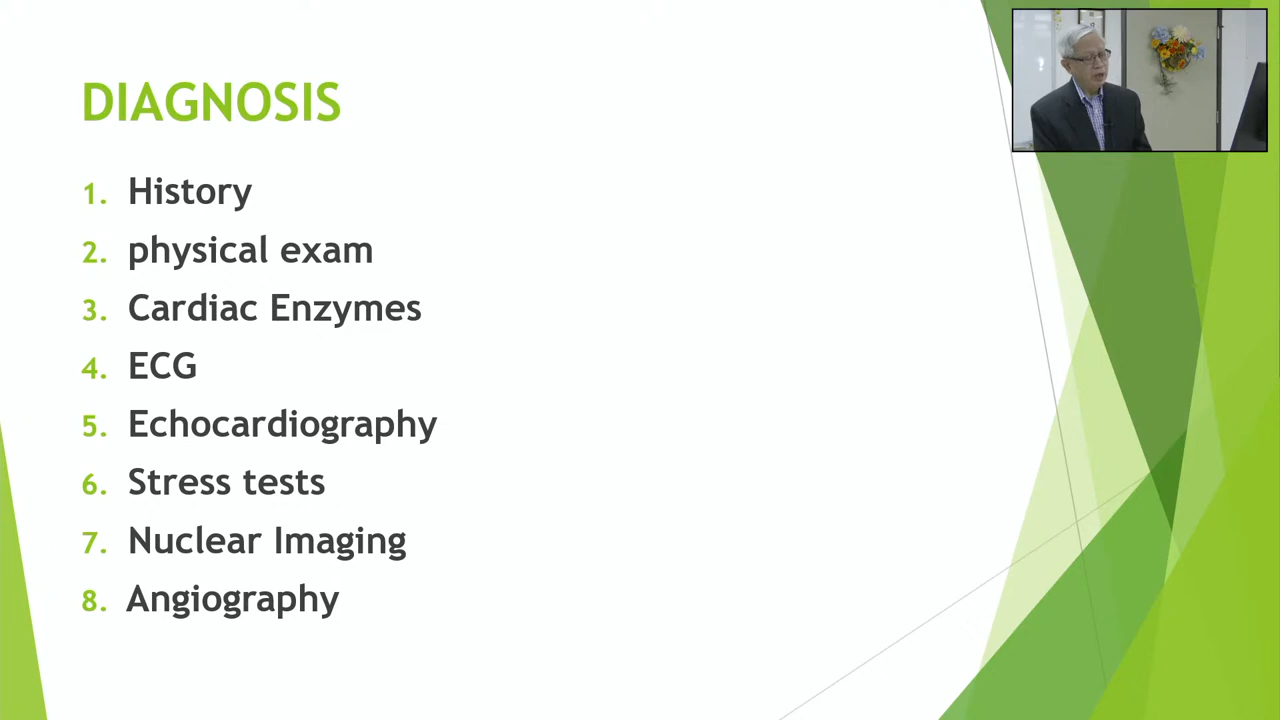 DIAGNOSIS
1. History
2. physical exam
3. Cardiac Enzymes
4. ECG
5. Echocardiography
6. Stress tests
7. Nuclear Imaging
8. Angiography